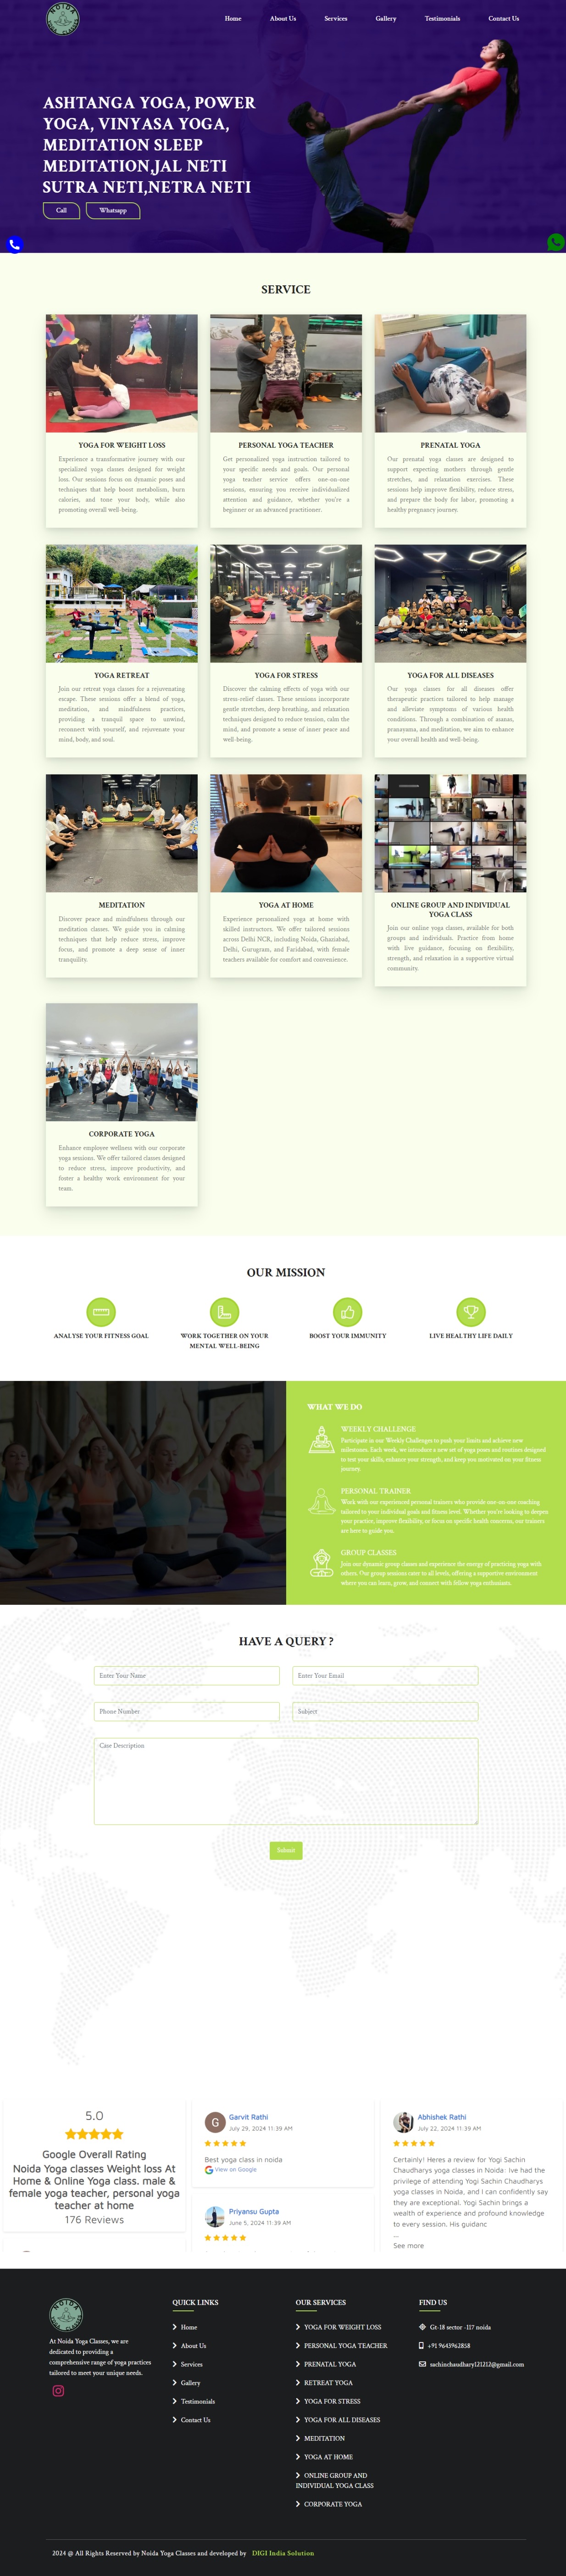 NOIDA
YOGA CLASSES
Home
About Us
Services
Gallery
Testimonials
Contact Us
ASHTANGA YOGA, POWER
YOGA, VINYASA YOGA,
MEDITATION SLEEP
MEDITATION,JAL NETI
SUTRA NETI,NETRA NETI
Call
Whatsapp
SERVICE
YOGA FOR WEIGHT LOSS
Experience a transformative journey with our
specialized yoga classes designed for weight
loss. Our sessions focus on dynamic poses and
techniques that help boost metabolism, burn
calories, and tone your body, while also
promoting overall well-being.
PERSONAL YOGA TEACHER
Get personalized yoga instruction tailored to
your specific needs and goals. Our personal
yoga teacher service offers one-on-one
sessions, ensuring you receive individualized
attention and guidance, whether you're a
beginner or an advanced practitioner.
PRENATAL YOGA
Our prenatal yoga classes are designed to
support expecting mothers through gentle
stretches, and relaxation exercises. These
sessions help improve flexibility, reduce stress,
and prepare the body for labor, promoting a
healthy pregnancy journey.
YOGA RETREAT
Join our retreat yoga classes for a rejuvenating
escape. These sessions offer a blend of yoga,
meditation, and mindfulness practices,
providing a tranquil space to unwind,
reconnect with yourself, and rejuvenate your
mind, body, and soul.
YOGA FOR STRESS
Discover the calming effects of yoga with our
stress-relief classes. These sessions incorporate
gentle stretches, deep breathing, and relaxation
techniques designed to reduce tension, calm the
mind, and promote a sense of inner peace and
well-being.
YOGA FOR ALL DISEASES
Our yoga classes for all diseases offer
therapeutic practices tailored to help manage
and alleviate symptoms of various health
conditions. Through a combination of asanas,
pranayama, and meditation, we aim to enhance
your overall health and well-being.
MEDITATION
Discover peace and mindfulness through our
meditation classes. We guide you in calming
techniques that help reduce stress, improve
focus, and promote a deep sense of inner
tranquility.
YOGA AT HOME
Experience personalized yoga at home with
skilled instructors. We offer tailored sessions
across Delhi NCR, including Noida, Ghaziabad,
Delhi, Gurugram, and Faridabad, with female
teachers available for comfort and convenience.
ONLINE GROUP AND INDIVIDUAL
YOGA CLASS
Join our online yoga classes, available for both
groups and individuals. Practice from home
with live guidance, focusing on flexibility,
strength, and relaxation in a supportive virtual
community.
CORPORATE YOGA
Enhance employee wellness with our corporate
yoga sessions. We offer tailored classes designed
to reduce stress, improve productivity, and
foster a healthy work environment for your
team.
OUR MISSION
ANALYSE YOUR FITNESS GOAL
WORK TOGETHER ON YOUR
MENTAL WELL-BEING
BOOST YOUR IMMUNITY
LIVE HEALTHY LIFE DAILY
WHAT WE DO
WEEKLY CHALLENGE
Participate in our Weekly Challenges to push your limits and achieve new
milestones. Each week, we introduce a new set of yoga poses and routines designed
to test your skills, enhance your strength, and keep you motivated on your fitness
journey.
PERSONAL TRAINER
Work with our experienced personal trainers who provide one-on-one coaching
tailored to your individual goals and fitness level. Whether you're looking to deepen
your practice, improve flexibility, or focus on specific health concerns, our trainers
are here to guide you.
GROUP CLASSES
Join our dynamic group classes and experience the energy of practicing yoga with
others. Our group sessions cater to all levels, offering a supportive environment
where you can learn, grow, and connect with fellow yoga enthusiasts.
HAVE A QUERY ?
Enter Your Name
Enter Your Email
Phone Number
Subject
Case Description
Submit
5.0
Google Overall Rating
Noida Yoga classes Weight loss At
Home & Online Yoga class. male &
female yoga teacher, personal yoga
teacher at home
176 Reviews
G
Garvit Rathi
July 29, 2024 11:39 AM
Best yoga class in noida
View on Google
Priyansu Gupta
June 5, 2024 11:39 AM
Abhishek Rathi
July 22, 2024 11:39 AM
Certainly! Heres a review for Yogi Sachin
Chaudharys yoga classes in Noida: Ive had the
privilege of attending Yogi Sachin Chaudharys
yoga classes in Noida, and I can confidently say
they are exceptional. Yogi Sachin brings a
wealth of experience and profound knowledge
to every session. His guidanc
...
See more
NOIDA
YOGA CLASSES
At Noida Yoga Classes, we are
dedicated to providing a
comprehensive range of yoga practices
tailored to meet your unique needs.
QUICK LINKS
Home
About Us
Services
Gallery
Testimonials
Contact Us
OUR SERVICES
YOGA FOR WEIGHT LOSS
PERSONAL YOGA TEACHER
PRENATAL YOGA
RETREAT YOGA
YOGA FOR STRESS
YOGA FOR ALL DISEASES
MEDITATION
YOGA AT HOME
ONLINE GROUP AND
INDIVIDUAL YOGA CLASS
CORPORATE YOGA
FIND US
Gt-18 sector -117 noida
+91 9643962858
sachinchaudhary121212@gmail.com
2024 @ All Rights Reserved by Noida Yoga Classes and developed by DIGI India Solution